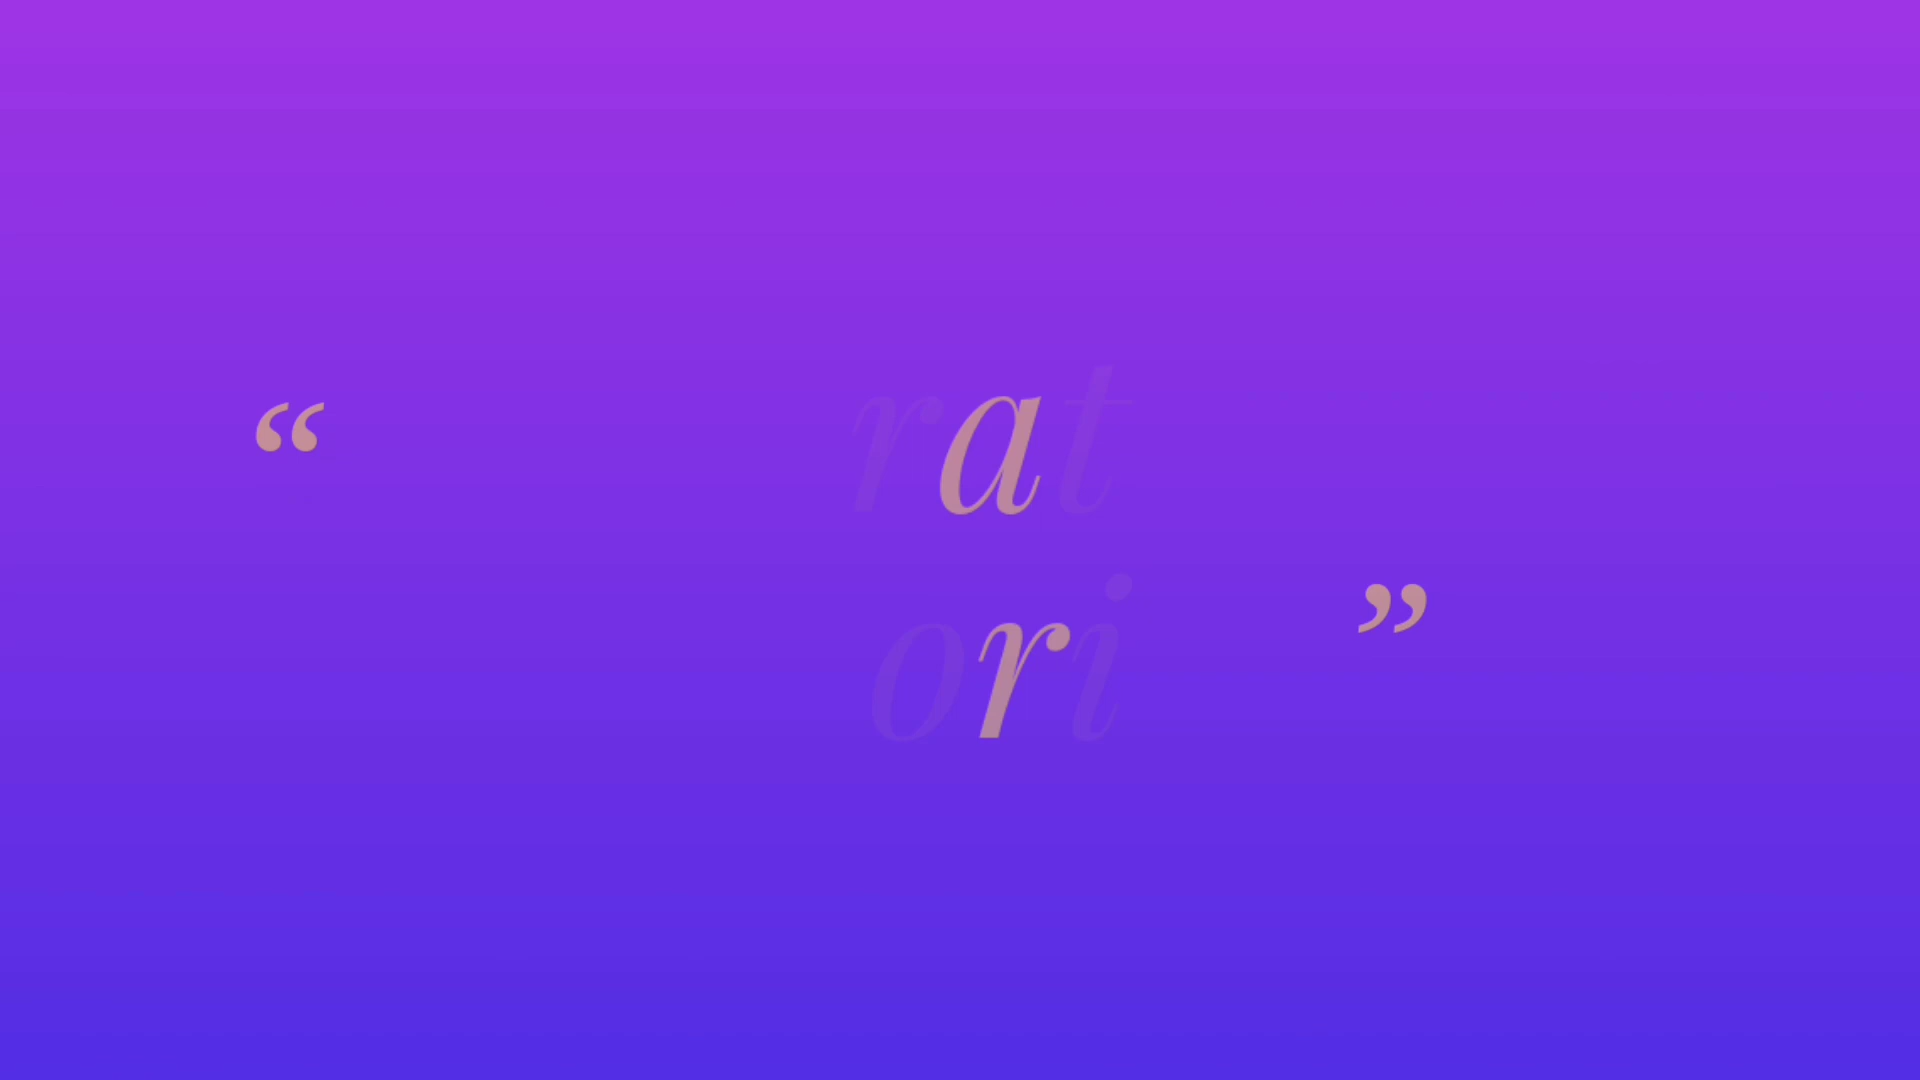 “ rat
ori ”